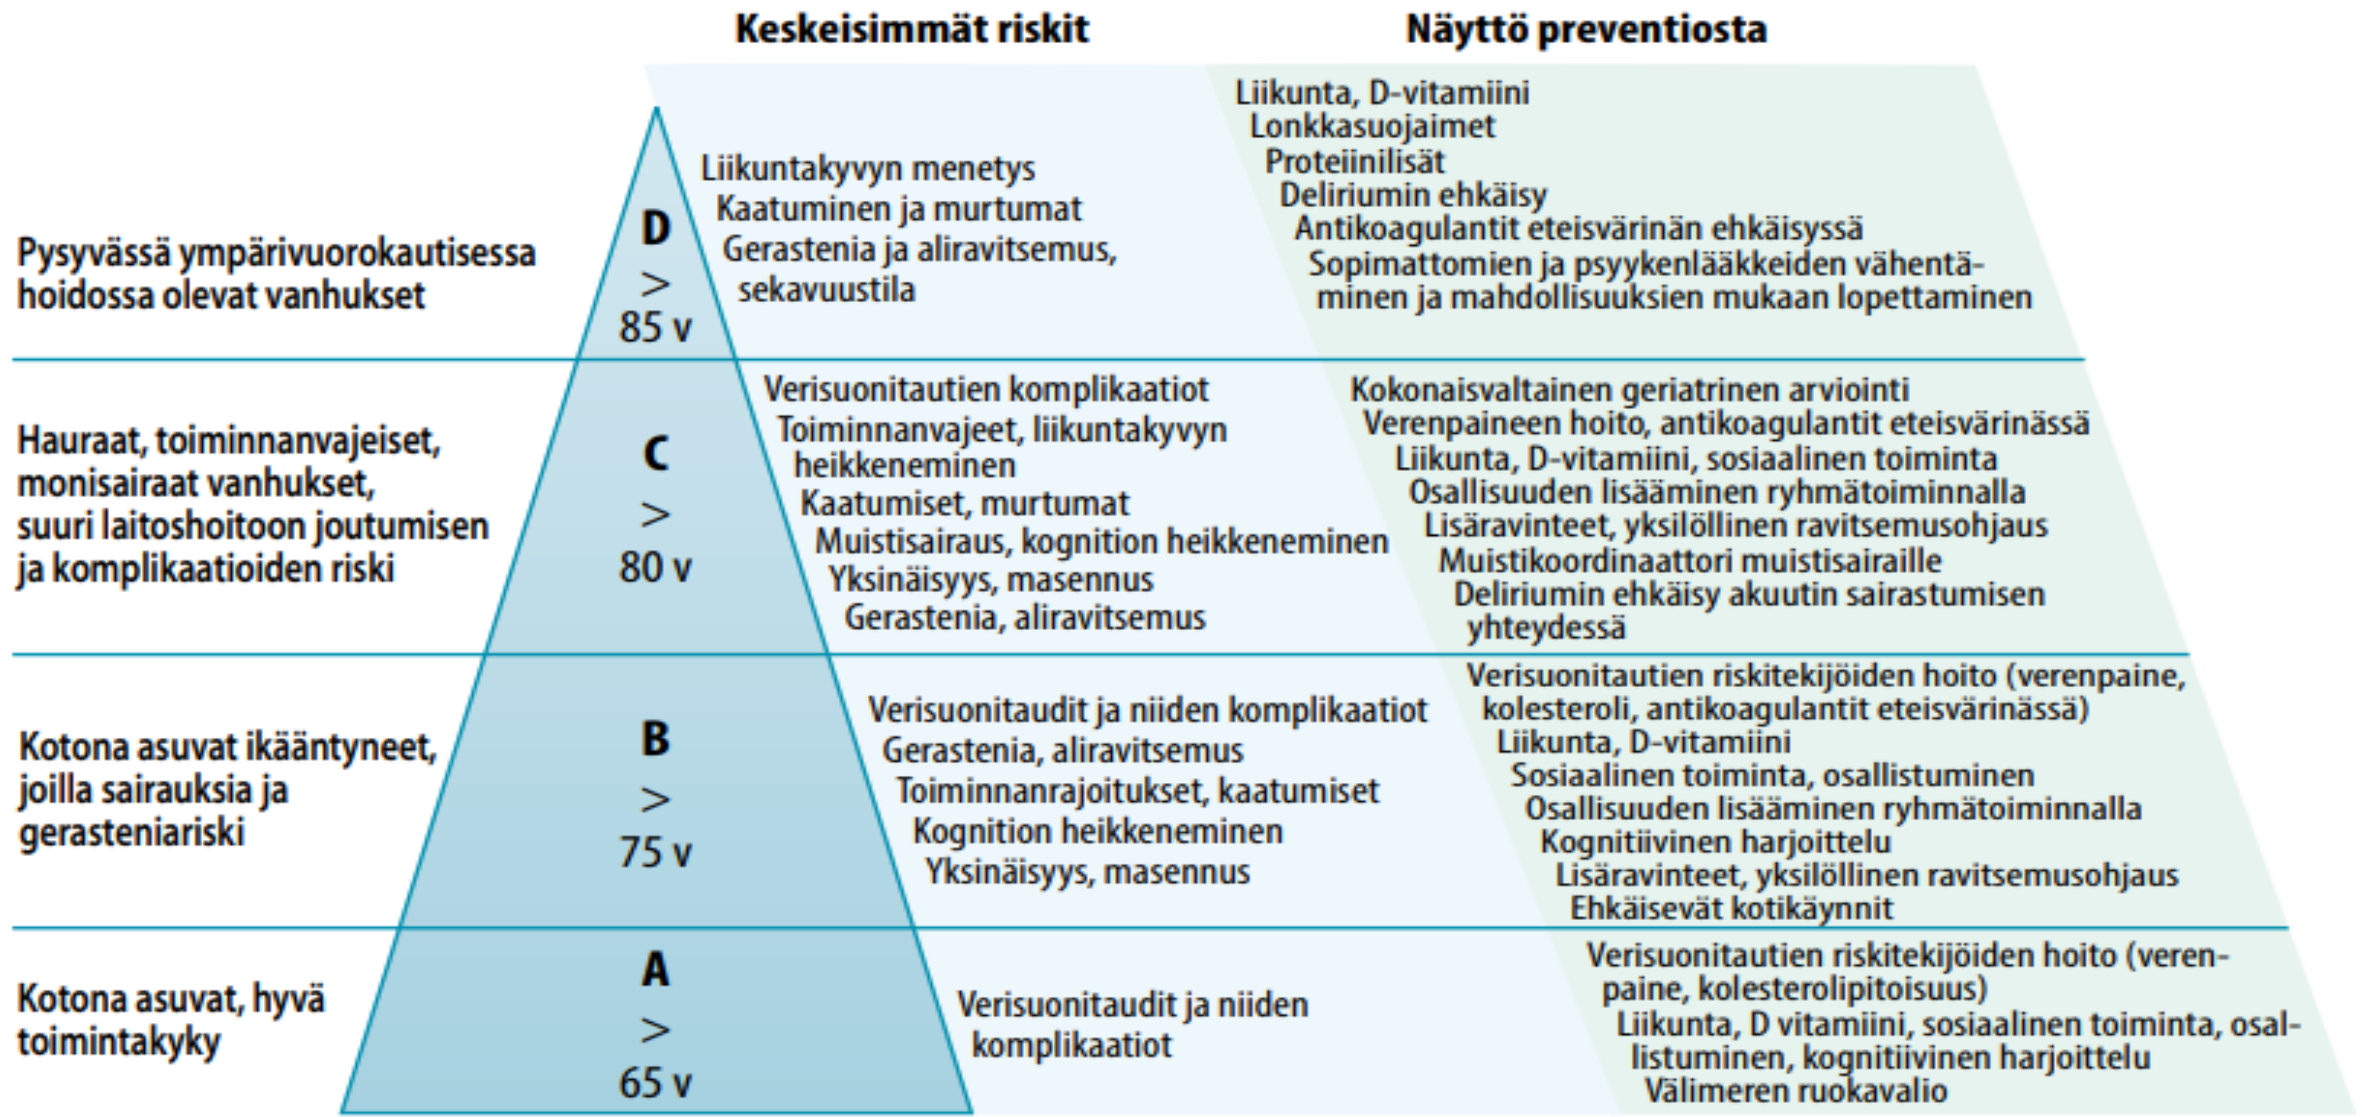 Keskeisimmät riskit
Näyttö preventiosta
Pysyvässä ympärivuorokautisessa
hoidossa olevat vanhukset
D
>
85 v
Liikuntakyvyn menetys
Kaatuminen ja murtumat
Gerastenia ja aliravitsemus,
sekavuustila
Liikunta, D-vitamiini
Lonkkasuojaimet
Proteiinilisät
Deliriumin ehkäisy
Antikoagulantit eteisvärinän ehkäisyssä
Sopimattomien ja psyykenlääkkeiden vähentä-
minen ja mahdollisuuksien mukaan lopettaminen
Hauraat, toiminnanvajeiset,
monisairaat vanhukset,
suuri laitoshoitoon joutumisen
ja komplikaatioiden riski
C
>
80 v
Verisuonitautien komplikaatiot
Toiminnanvajeet, liikuntakyvyn
heikkeneminen
Kaatumiset, murtumat
Muistisairaus, kognition heikkeneminen
Yksinäisyys, masennus
Gerastenia, aliravitsemus
Kokonaisvaltainen geriatrinen arviointi
Verenpaineen hoito, antikoagulantit eteisvärinässä
Liikunta, D-vitamiini, sosiaalinen toiminta
Osallisuuden lisääminen ryhmätoiminnalla
Lisäravinteet, yksilöllinen ravitsemusohjaus
Muistikoordinaattori muistisairaille
Deliriumin ehkäisy akuutin sairastumisen
yhteydessä
Kotona asuvat ikääntyneet,
joilla sairauksia ja
gerasteniariski
B
>
75 v
Verisuonitaudit ja niiden komplikaatiot
Gerastenia, aliravitsemus
Toiminnanrajoitukset, kaatumiset
Kognition heikkeneminen
Yksinäisyys, masennus
Verisuonitautien riskitekijöiden hoito (verenpaine,
kolesteroli, antikoagulantit eteisvärinässä)
Liikunta, D-vitamiini
Sosiaalinen toiminta, osallistuminen
Osallisuuden lisääminen ryhmätoiminnalla
Kognitiivinen harjoittelu
Lisäravinteet, yksilöllinen ravitsemusohjaus
Ehkäisevät kotikäynnit
Kotona asuvat, hyvä
toimintakyky
A
>
65 v
Verisuonitaudit ja niiden
komplikaatiot
Verisuonitautien riskitekijöiden hoito (veren-
paine, kolesterolipitoisuus)
Liikunta, D vitamiini, sosiaalinen toiminta, osal-
listuminen, kognitiivinen harjoittelu
Välimeren ruokavalio